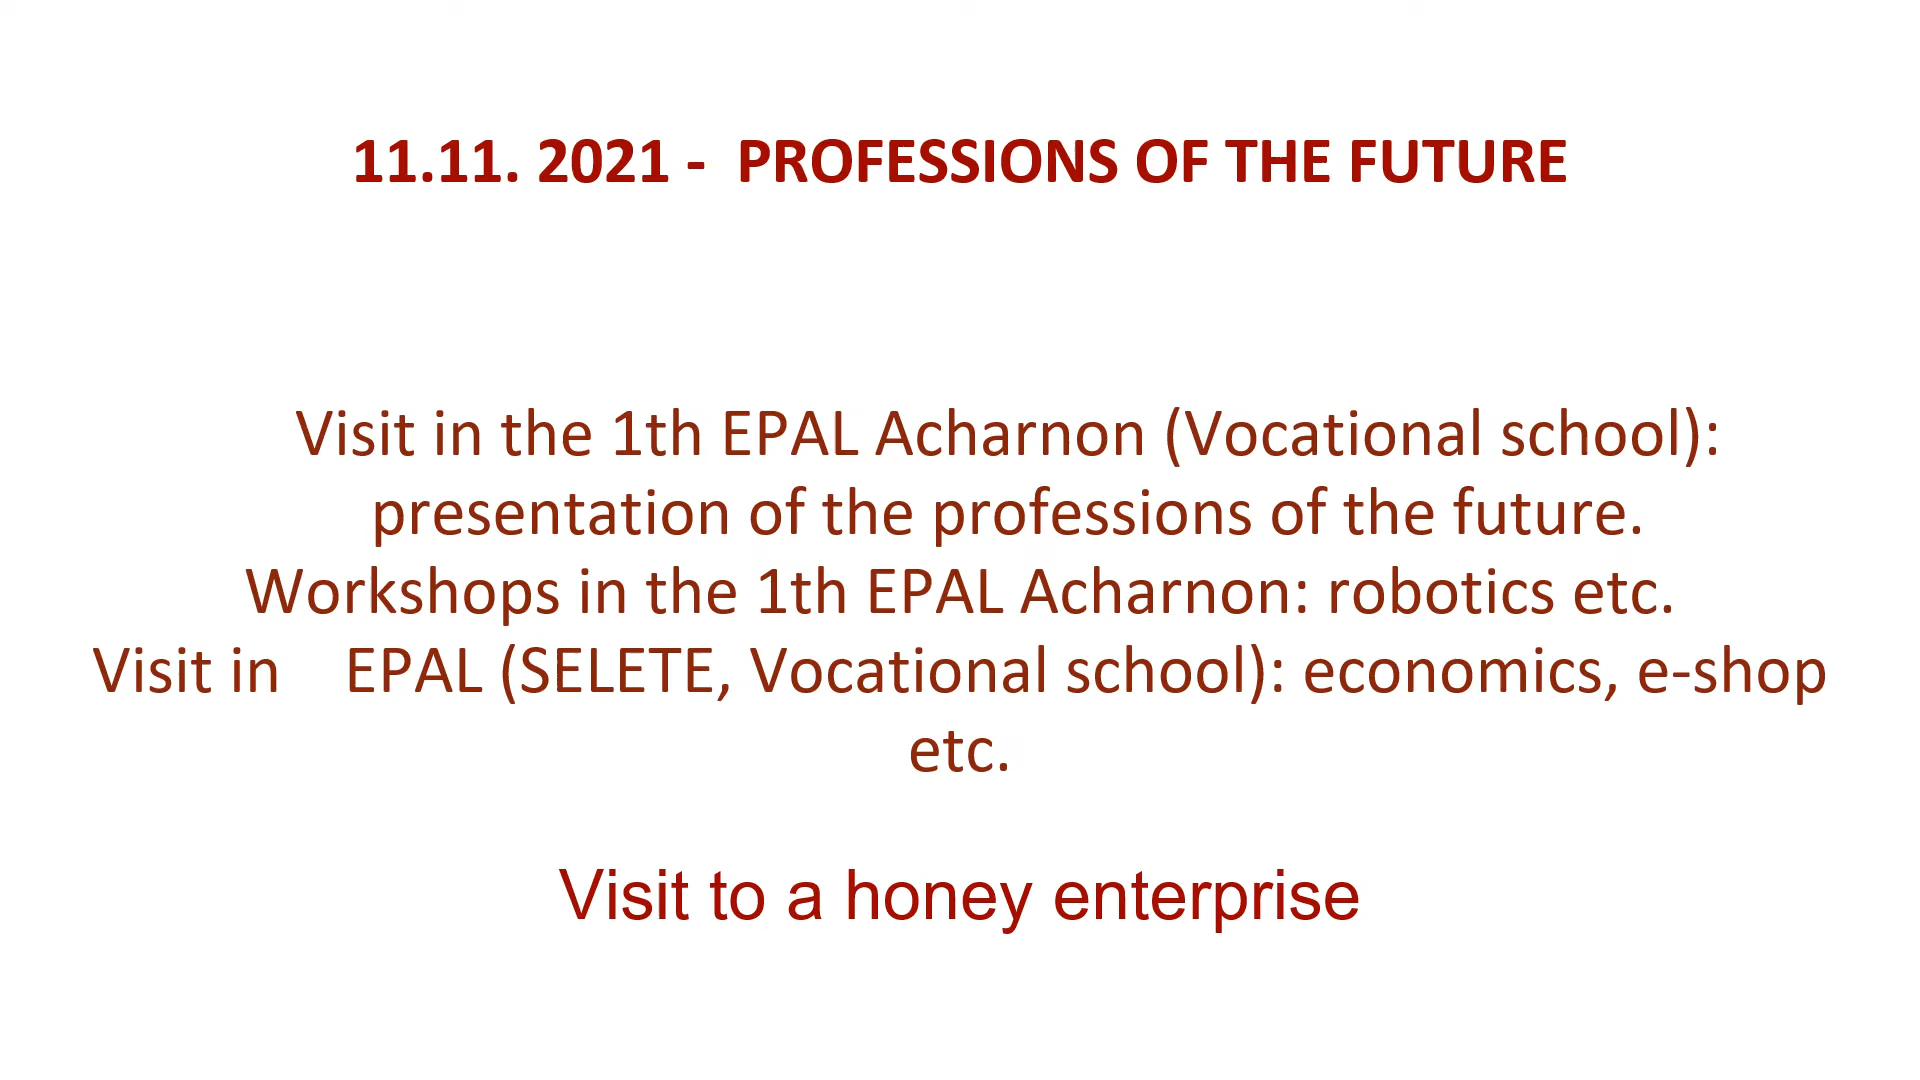 11.11. 2021 - PROFESSIONS OF THE FUTURE
Visit in the 1th EPAL Acharnon (Vocational school):
presentation of the professions of the future.
Workshops in the 1th EPAL Acharnon: robotics etc.
Visit in EPAL (SELETE, Vocational school): economics, e-shop
etc.
Visit to a honey enterprise